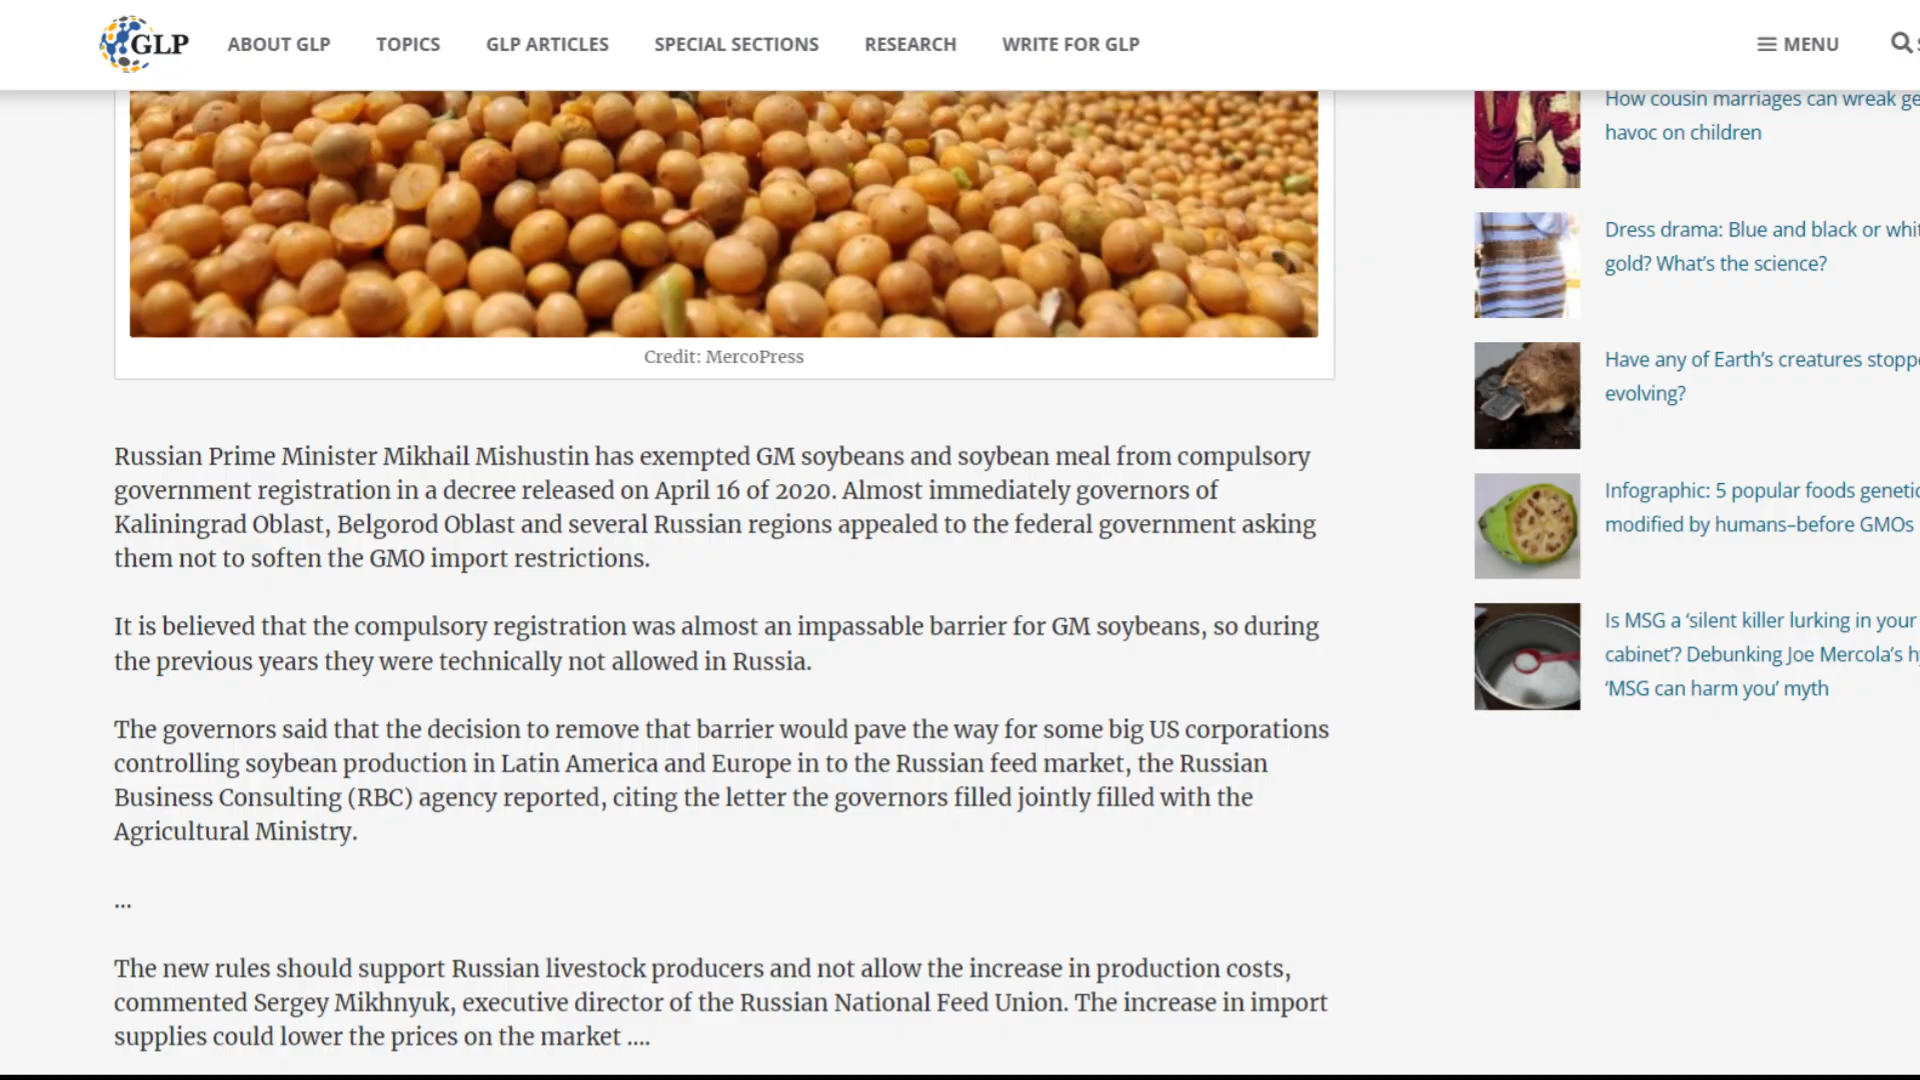 GLP
ABOUT GLP
TOPICS
GLP ARTICLES
SPECIAL SECTIONS
RESEARCH
WRITE FOR GLP
MENU
Credit: MercoPress
Russian Prime Minister Mikhail Mishustin has exempted GM soybeans and soybean meal from compulsory
government registration in a decree released on April 16 of 2020. Almost immediately governors of
Kaliningrad Oblast, Belgorod Oblast and several Russian regions appealed to the federal government asking
them not to soften the GMO import restrictions.
It is believed that the compulsory registration was almost an impassable barrier for GM soybeans, so during
the previous years they were technically not allowed in Russia.
The governors said that the decision to remove that barrier would pave the way for some big US corporations
controlling soybean production in Latin America and Europe in to the Russian feed market, the Russian
Business Consulting (RBC) agency reported, citing the letter the governors filled jointly filled with the
Agricultural Ministry.
...
The new rules should support Russian livestock producers and not allow the increase in production costs,
commented Sergey Mikhnyuk, executive director of the Russian National Feed Union. The increase in import
supplies could lower the prices on the market ....
How cousin marriages can wreak ge
havoc on children
Dress drama: Blue and black or whit
gold? What's the science?
Have any of Earth's creatures stoppe
evolving?
Infographic: 5 popular foods genetic
modified by humans–before GMOs
Is MSG a ‘silent killer lurking in your
cabinet’? Debunking Joe Mercola's hy
‘MSG can harm you’ myth